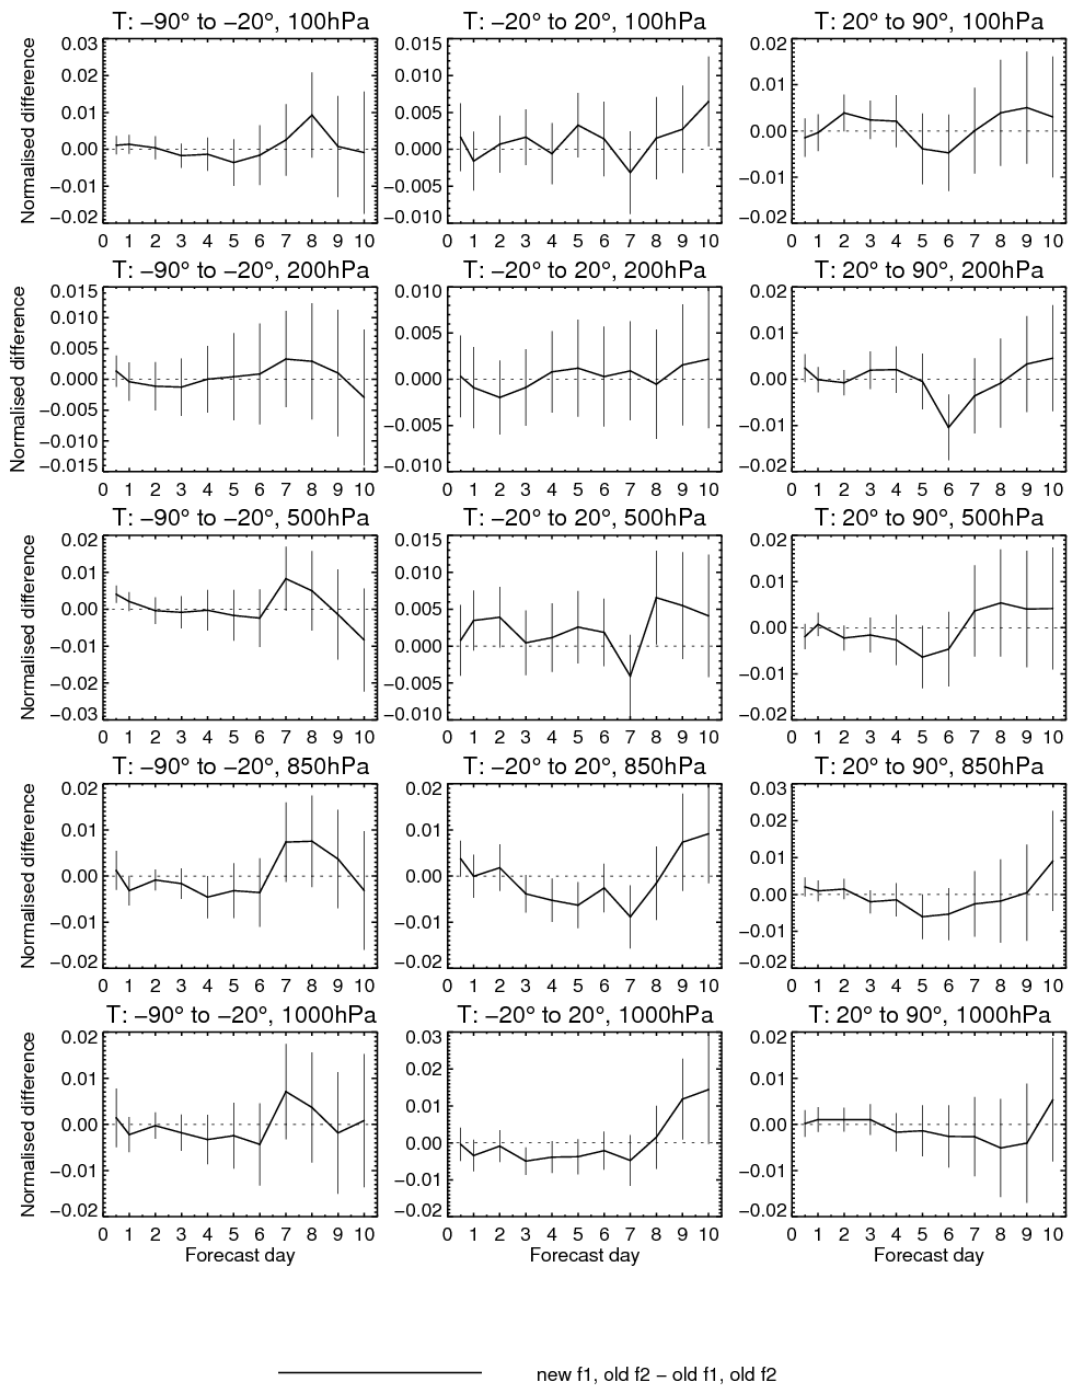 T: −90° to −20°, 100hPa
Normalised difference
0.03
0.02
0.01
0.00
−0.01
−0.02
0 1 2 3 4 5 6 7 8 9 10
T: −20° to 20°, 100hPa
0.015
0.010
0.005
0.000
−0.005
−0.010
0 1 2 3 4 5 6 7 8 9 10
T: 20° to 90°, 100hPa
0.02
0.01
0.00
−0.01
−0.02
0 1 2 3 4 5 6 7 8 9 10
T: −90° to −20°, 200hPa
Normalised difference
0.015
0.010
0.005
0.000
−0.005
−0.010
−0.015
0 1 2 3 4 5 6 7 8 9 10
T: −20° to 20°, 200hPa
0.010
0.005
0.000
−0.005
−0.010
0 1 2 3 4 5 6 7 8 9 10
T: 20° to 90°, 200hPa
0.02
0.01
0.00
−0.01
−0.02
0 1 2 3 4 5 6 7 8 9 10
T: −90° to −20°, 500hPa
Normalised difference
0.02
0.01
0.00
−0.01
−0.02
−0.03
0 1 2 3 4 5 6 7 8 9 10
T: −20° to 20°, 500hPa
0.015
0.010
0.005
0.000
−0.005
−0.010
0 1 2 3 4 5 6 7 8 9 10
T: 20° to 90°, 500hPa
0.02
0.01
0.00
−0.01
−0.02
0 1 2 3 4 5 6 7 8 9 10
T: −90° to −20°, 850hPa
Normalised difference
0.02
0.01
0.00
−0.01
−0.02
0 1 2 3 4 5 6 7 8 9 10
T: −20° to 20°, 850hPa
0.02
0.01
0.00
−0.01
−0.02
0 1 2 3 4 5 6 7 8 9 10
T: 20° to 90°, 850hPa
0.03
0.02
0.01
0.00
−0.01
−0.02
0 1 2 3 4 5 6 7 8 9 10
T: −90° to −20°, 1000hPa
Normalised difference
0.02
0.01
0.00
−0.01
−0.02
0 1 2 3 4 5 6 7 8 9 10
Forecast day
T: −20° to 20°, 1000hPa
0.03
0.02
0.01
0.00
−0.01
−0.02
0 1 2 3 4 5 6 7 8 9 10
Forecast day
T: 20° to 90°, 1000hPa
0.02
0.01
0.00
−0.01
−0.02
0 1 2 3 4 5 6 7 8 9 10
Forecast day
new f1, old f2 − old f1, old f2